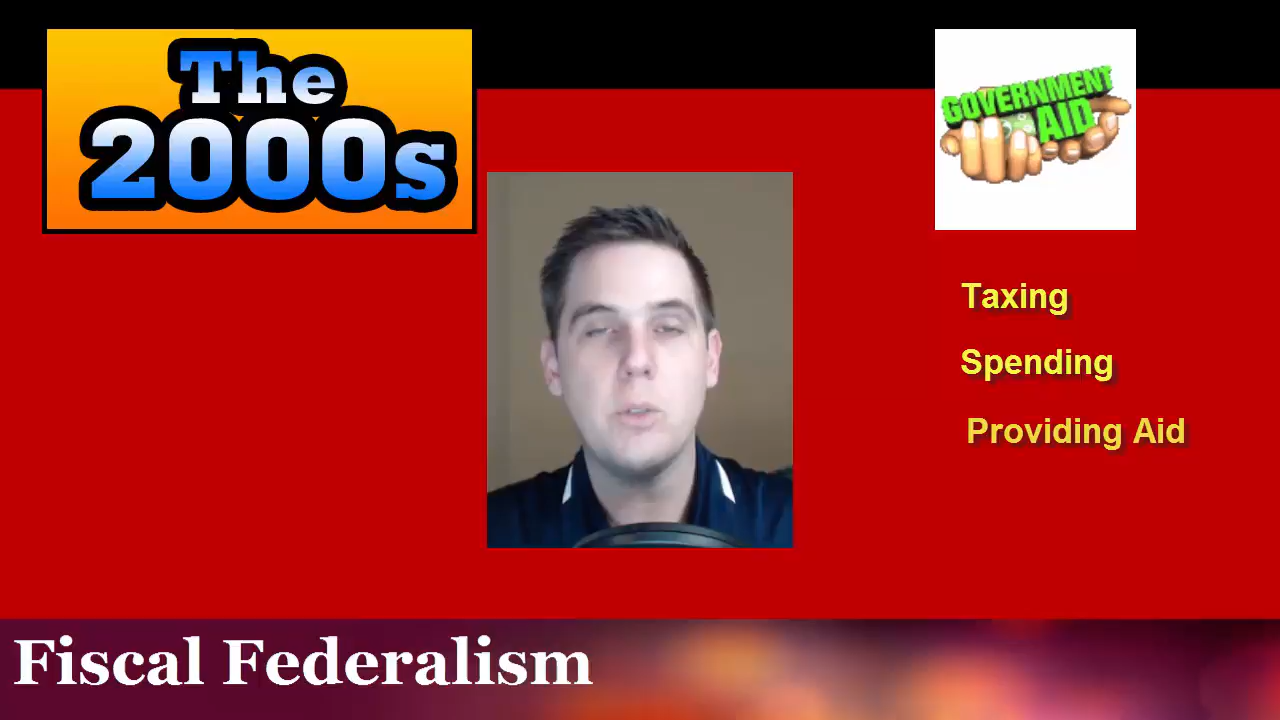 The
2000s
GOVERNMENT
AID
Taxing
Spending
Providing Aid
Fiscal Federalism